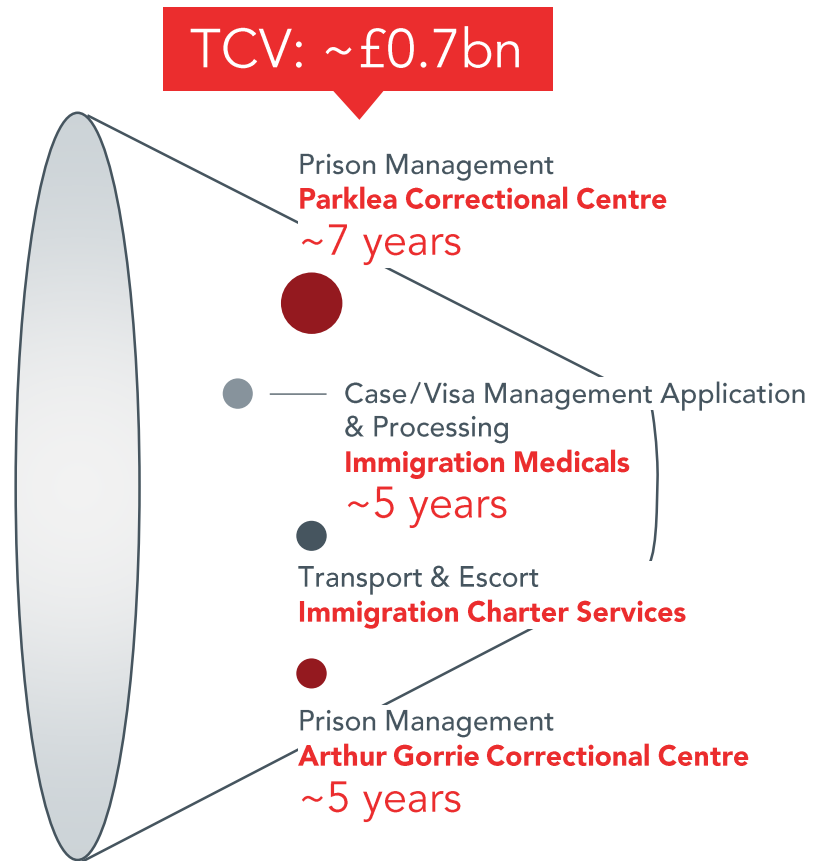 TCV: ~£0.7bn
Prison Management
Parklea Correctional Centre
~7 years
Case/Visa Management Application
& Processing
Immigration Medicals
~5 years
Transport & Escort
Immigration Charter Services
Prison Management
Arthur Gorrie Correctional Centre
~5 years